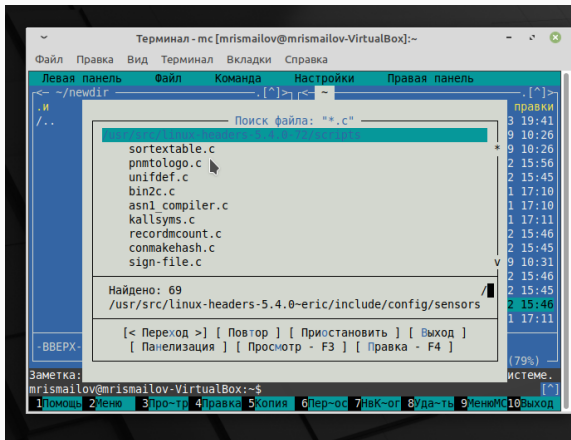 Терминал - mc [mrismailov@mrismailov-VirtualBox]:~
Файл Правка Вид Терминал Вкладки Справка
Левая панель Файл Команда Настройки Правая панель
<— ~/newdir .[^]> <— ~ .[^]>
.и правки
/.. 3 19:41
Поиск файла: "*.c"
/usr/src/linux-headers-5.4.0-72/scripts 9 10:26
sortextable.c * 9 10:26
pnmtologo.c 2 15:56
unifdef.c 2 15:45
bin2c.c 1 17:10
asn1_compiler.c 1 17:10
kallsyms.c 1 17:11
recordmcount.c 2 15:46
conmakehash.c 2 15:46
sign-file.c v 9 10:31
2 15:46
Найдено: 69 / 2 15:45
/usr/src/linux-headers-5.4.0~eric/include/config/sensors 2 15:46
1 17:11
[< Переход >] [ Повтор ] [ Приостановить ] [ Выход ]
-ВВЕРХ- [ Панелизация ] [ Просмотр - F3 ] [ Правка - F4 ]
(79%)
Заметка: истеме.
mrismailov@mrismailov-VirtualBox:~$ [^]
1Помощь 2Меню 3Про~тр 4Правка 5Копия 6Пер~ос 7НвК~ог 8Уда~ть 9МенюМС 10Выход